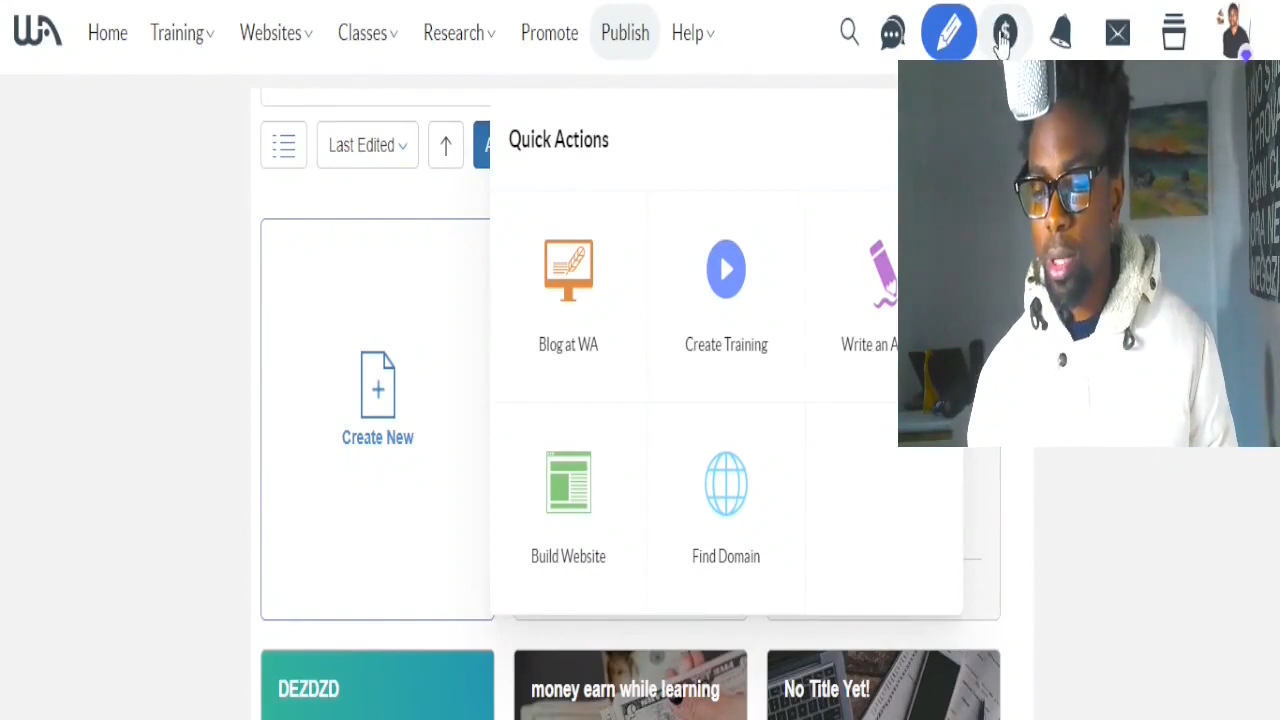 WA
Home
Training
Websites
Classes
Research
Promote
Publish
Help
Last Edited
Quick Actions
Blog at WA
Create Training
Write an A
Create New
Build Website
Find Domain
DEZDZD
money earn while learning
No Title Yet!